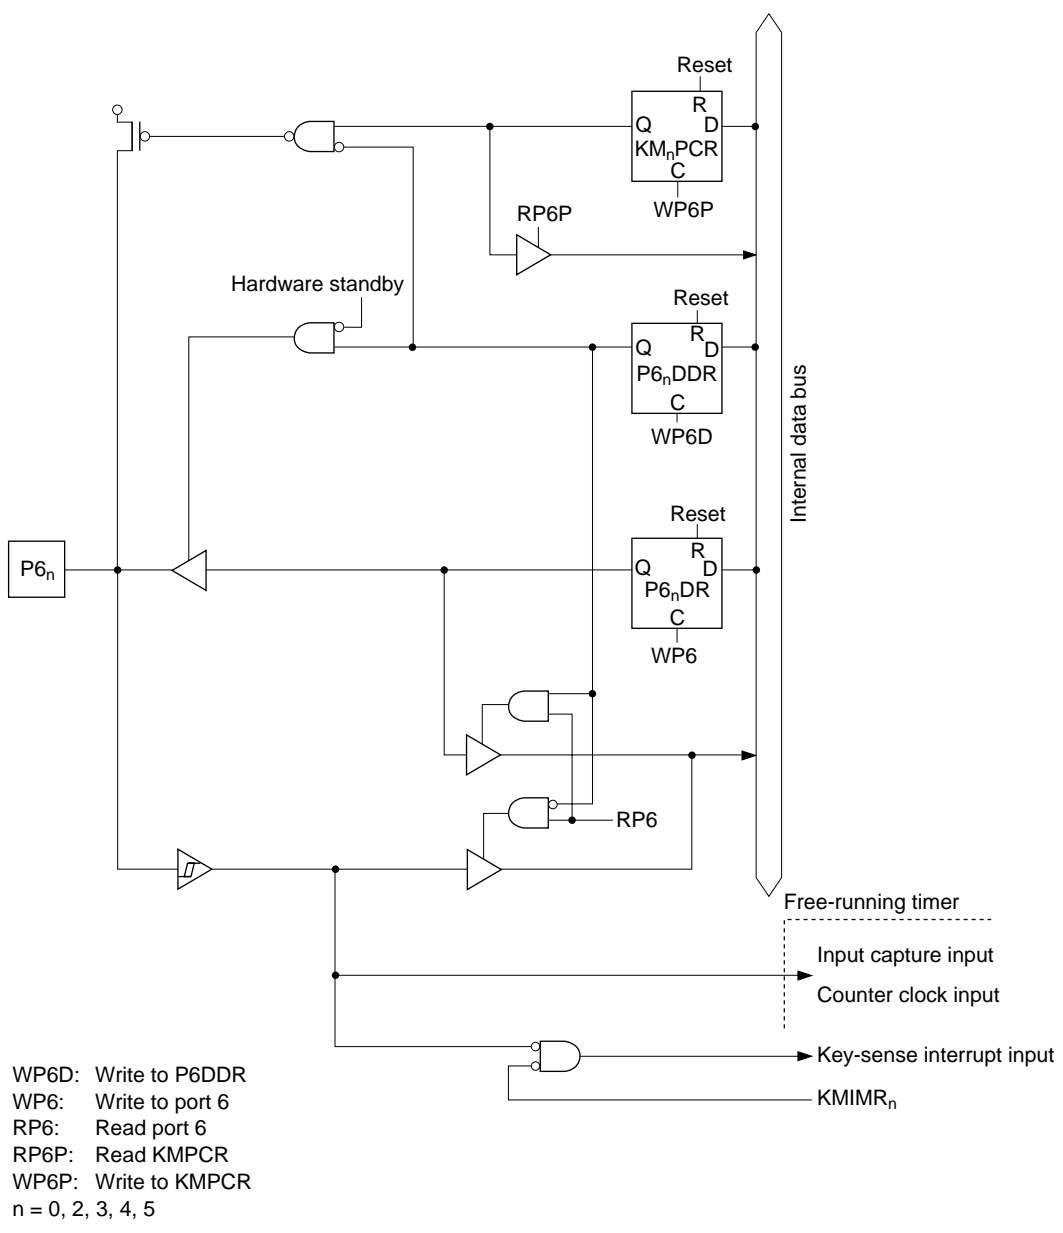 Reset
R
Q
D
KMnPCR
C
WP6P
RP6P
Hardware standby
Reset
R
Q
D
P6nDDR
C
WP6D
Internal data bus
Reset
R
Q
D
P6nDR
C
WP6
P6n
RP6
Free-running timer
Input capture input
Counter clock input
Key-sense interrupt input
KMIMRn
WP6D: Write to P6DDR
WP6: Write to port 6
RP6: Read port 6
RP6P: Read KMPCR
WP6P: Write to KMPCR
n = 0, 2, 3, 4, 5